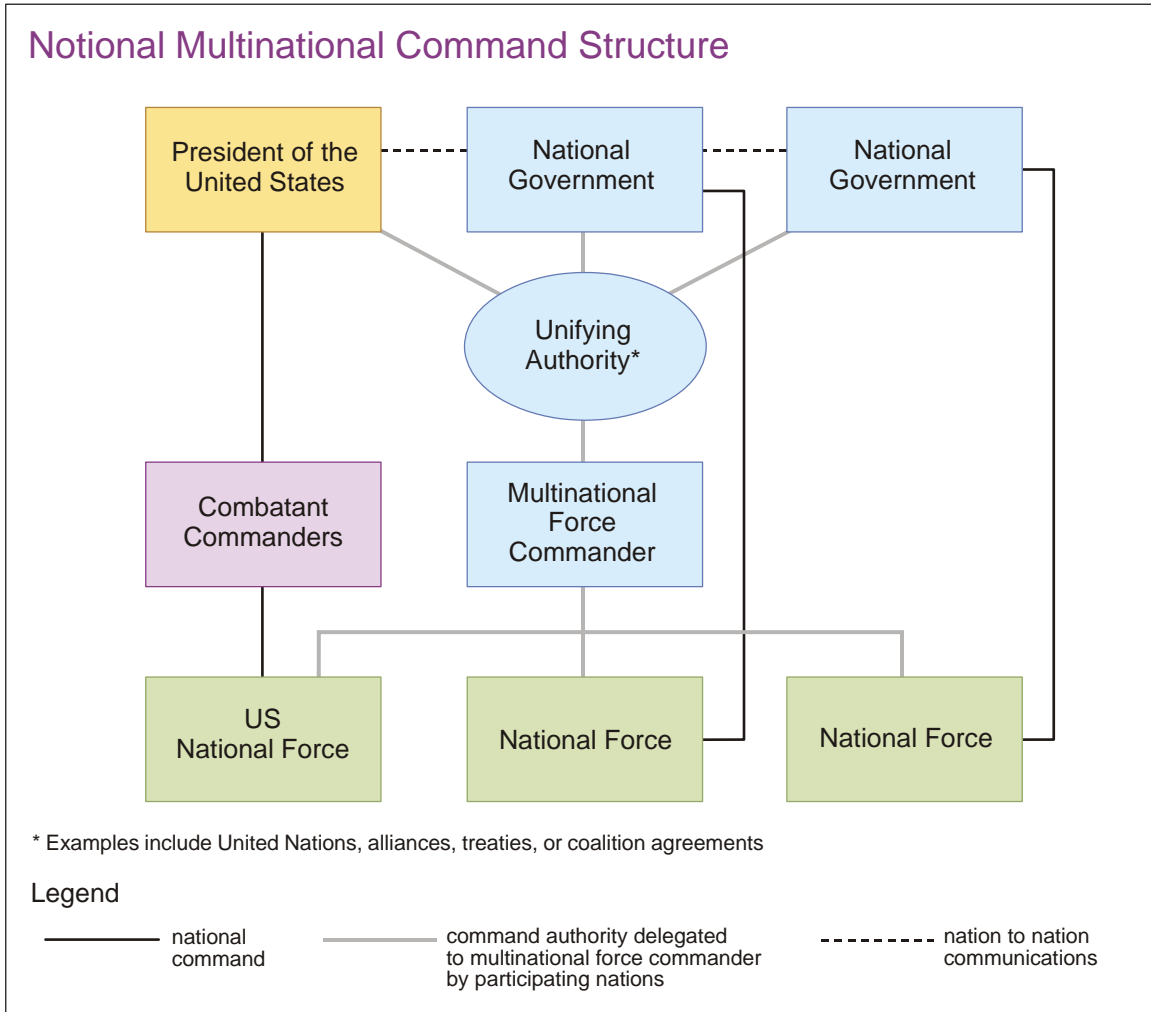 Notional Multinational Command Structure
President of the
United States
National
Government
National
Government
Unifying
Authority*
Combatant
Commanders
Multinational
Force
Commander
US
National Force
National Force
National Force
* Examples include United Nations, alliances, treaties, or coalition agreements
Legend
national
command
command authority delegated
to multinational force commander
by participating nations
nation to nation
communications